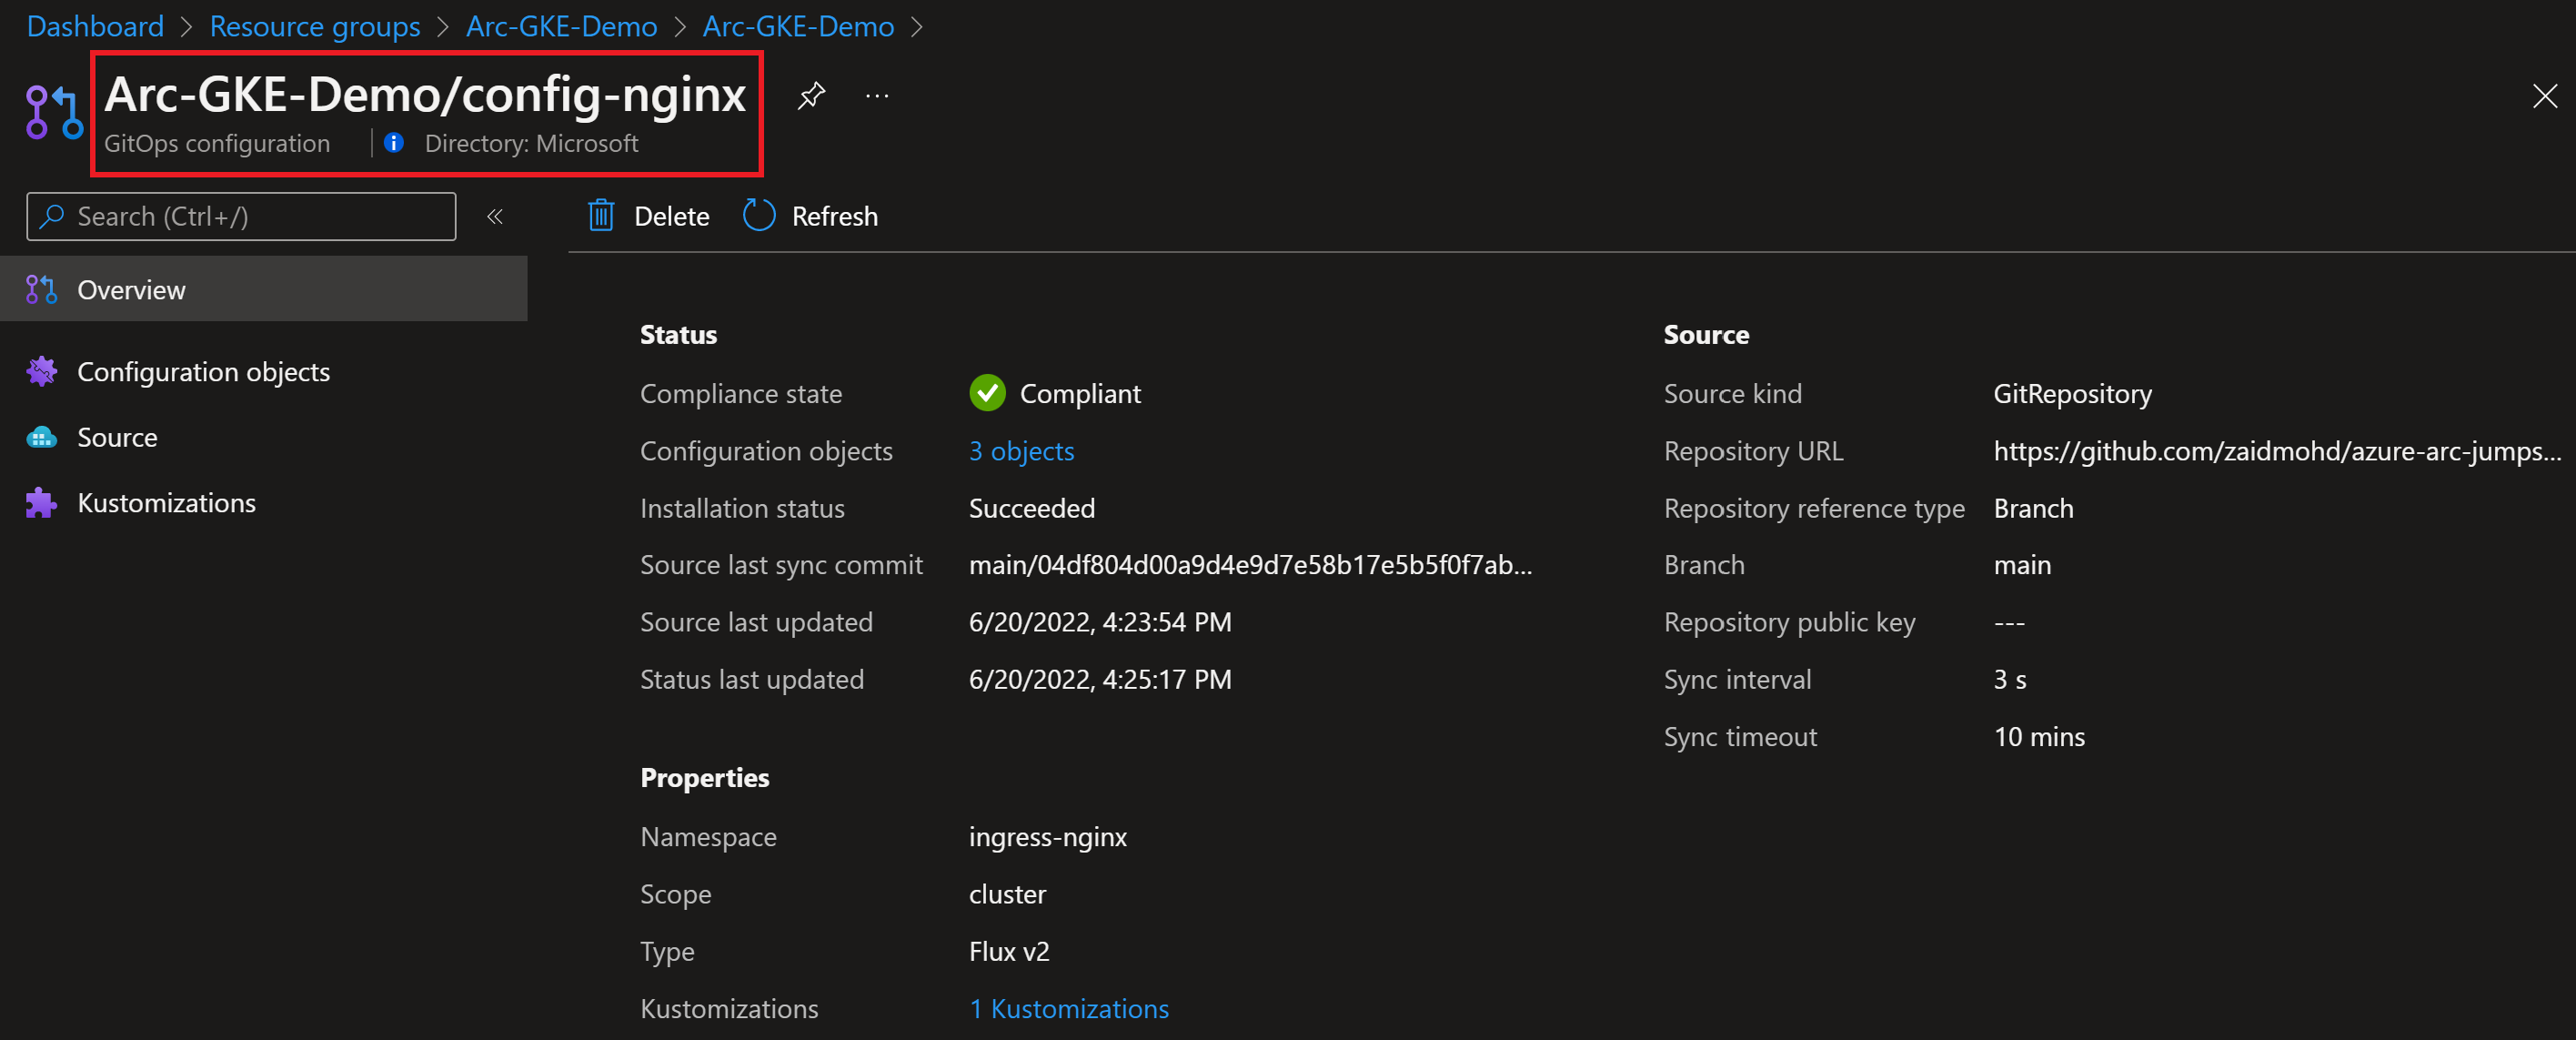 Dashboard > Resource groups > Arc-GKE-Demo > Arc-GKE-Demo >
Arc-GKE-Demo/config-nginx ...
GitOps configuration | Directory: Microsoft
Search (Ctrl+/) «
Delete Refresh
Overview
Configuration objects
Source
Kustomizations
Status
Compliance state Compliant
Configuration objects 3 objects
Installation status Succeeded
Source last sync commit main/04df804d00a9d4e9d7e58b17e5b5f0f7ab...
Source last updated 6/20/2022, 4:23:54 PM
Status last updated 6/20/2022, 4:25:17 PM
Properties
Namespace ingress-nginx
Scope cluster
Type Flux v2
Kustomizations 1 Kustomizations
Source
Source kind GitRepository
Repository URL https://github.com/zaidmohd/azure-arc-jumps...
Repository reference type Branch
Branch main
Repository public key ---
Sync interval 3 s
Sync timeout 10 mins